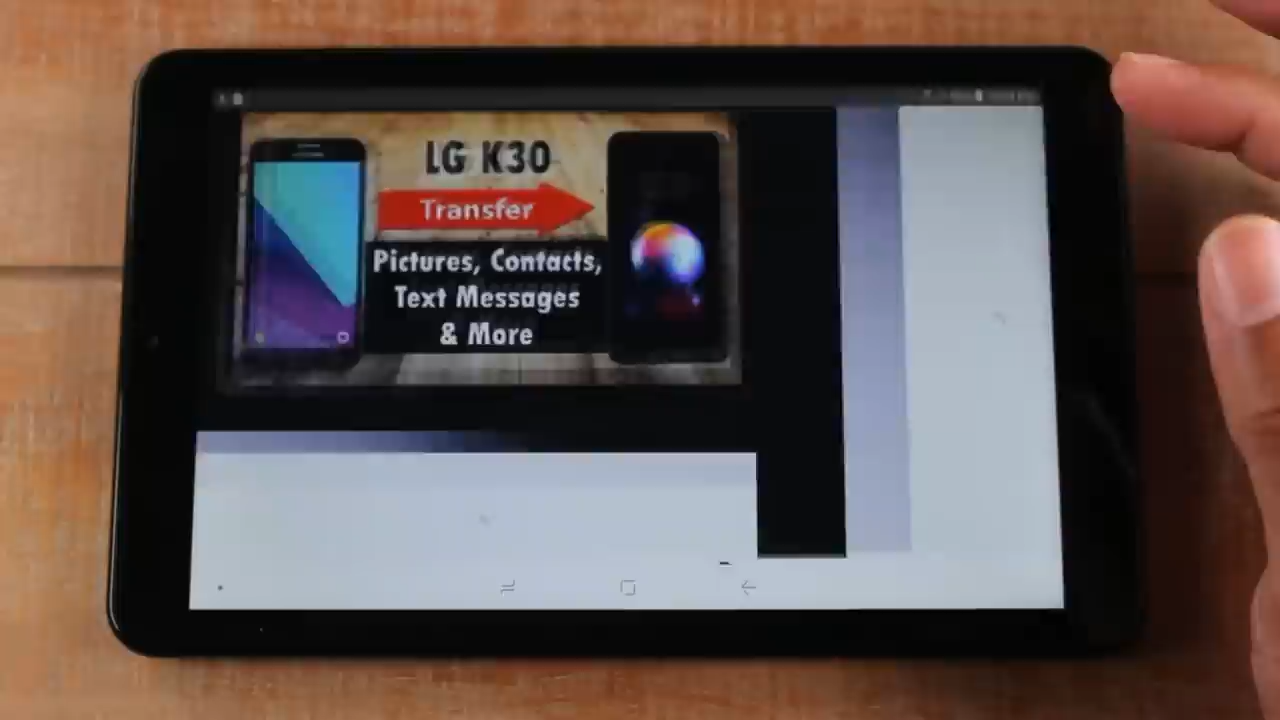 LG K30
Transfer
Pictures, Contacts,
Text Messages
& More